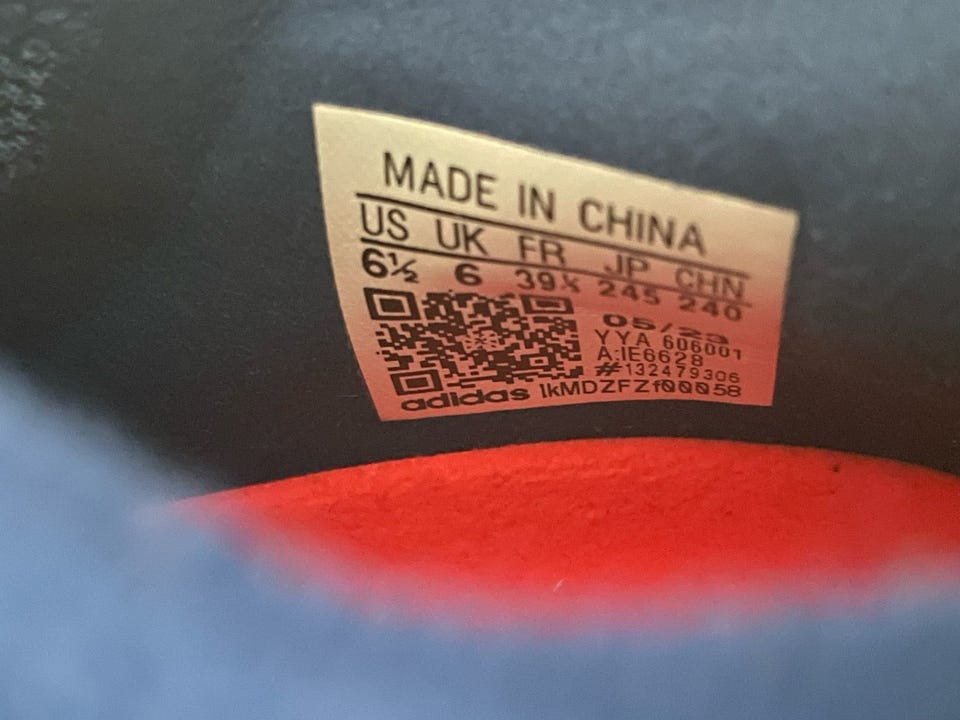 MADE IN CHINA
US UK FR JP CHN
6½ 6 39⅓ 245 240
05/23
YYA 606001
A:IE6628
#132479306
adidas lkMDZFZf00058